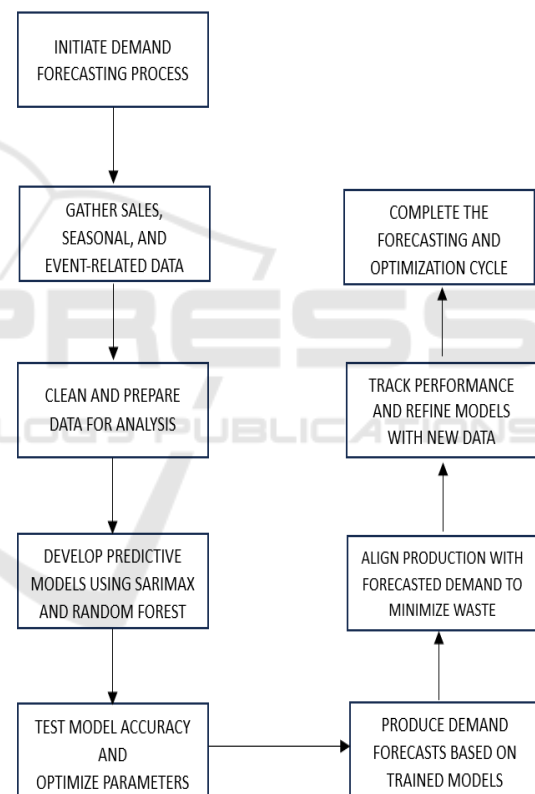 INITIATE DEMAND
FORECASTING PROCESS
GATHER SALES,
SEASONAL, AND
EVENT-RELATED DATA
CLEAN AND PREPARE
DATA FOR ANALYSIS
DEVELOP PREDICTIVE
MODELS USING SARIMAX
AND RANDOM FOREST
TEST MODEL ACCURACY
AND
OPTIMIZE PARAMETERS
PRODUCE DEMAND
FORECASTS BASED ON
TRAINED MODELS
ALIGN PRODUCTION WITH
FORECASTED DEMAND TO
MINIMIZE WASTE
TRACK PERFORMANCE
AND REFINE MODELS
WITH NEW DATA
COMPLETE THE
FORECASTING AND
OPTIMIZATION CYCLE
PRESS
PUBLICATIONS